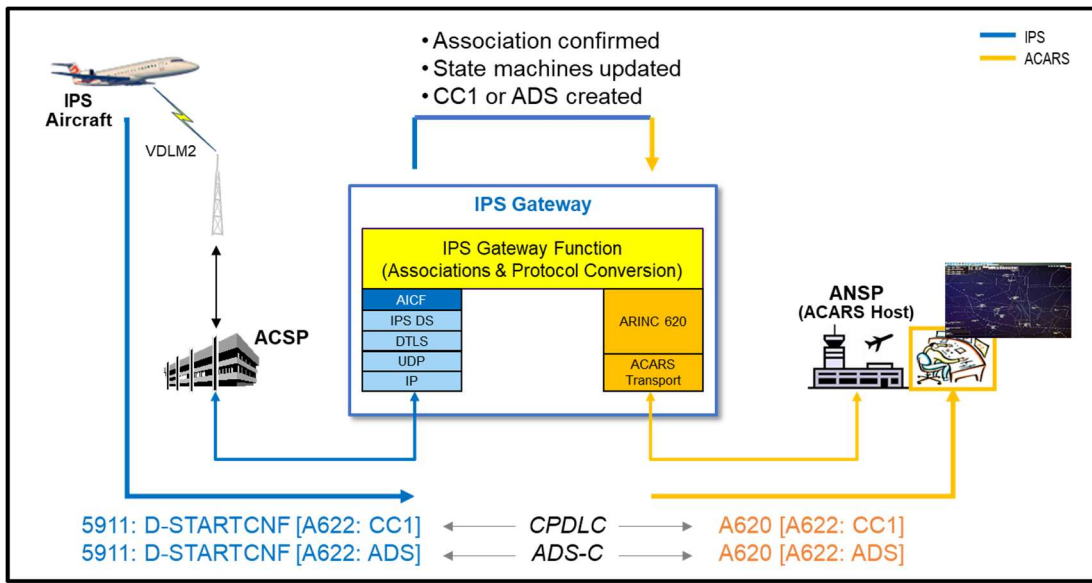 • Association confirmed
• State machines updated
• CC1 or ADS created
IPS
ACARS
IPS
Aircraft
VDLM2
IPS Gateway
IPS Gateway Function
(Associations & Protocol Conversion)
AICF
IPS DS
DTLS
UDP
IP
ARINC 620
ACARS
Transport
ACSP
ANSP
(ACARS Host)
5911: D-STARTCNF [A622: CC1] CPDLC A620 [A622: CC1]
5911: D-STARTCNF [A622: ADS] ADS-C A620 [A622: ADS]